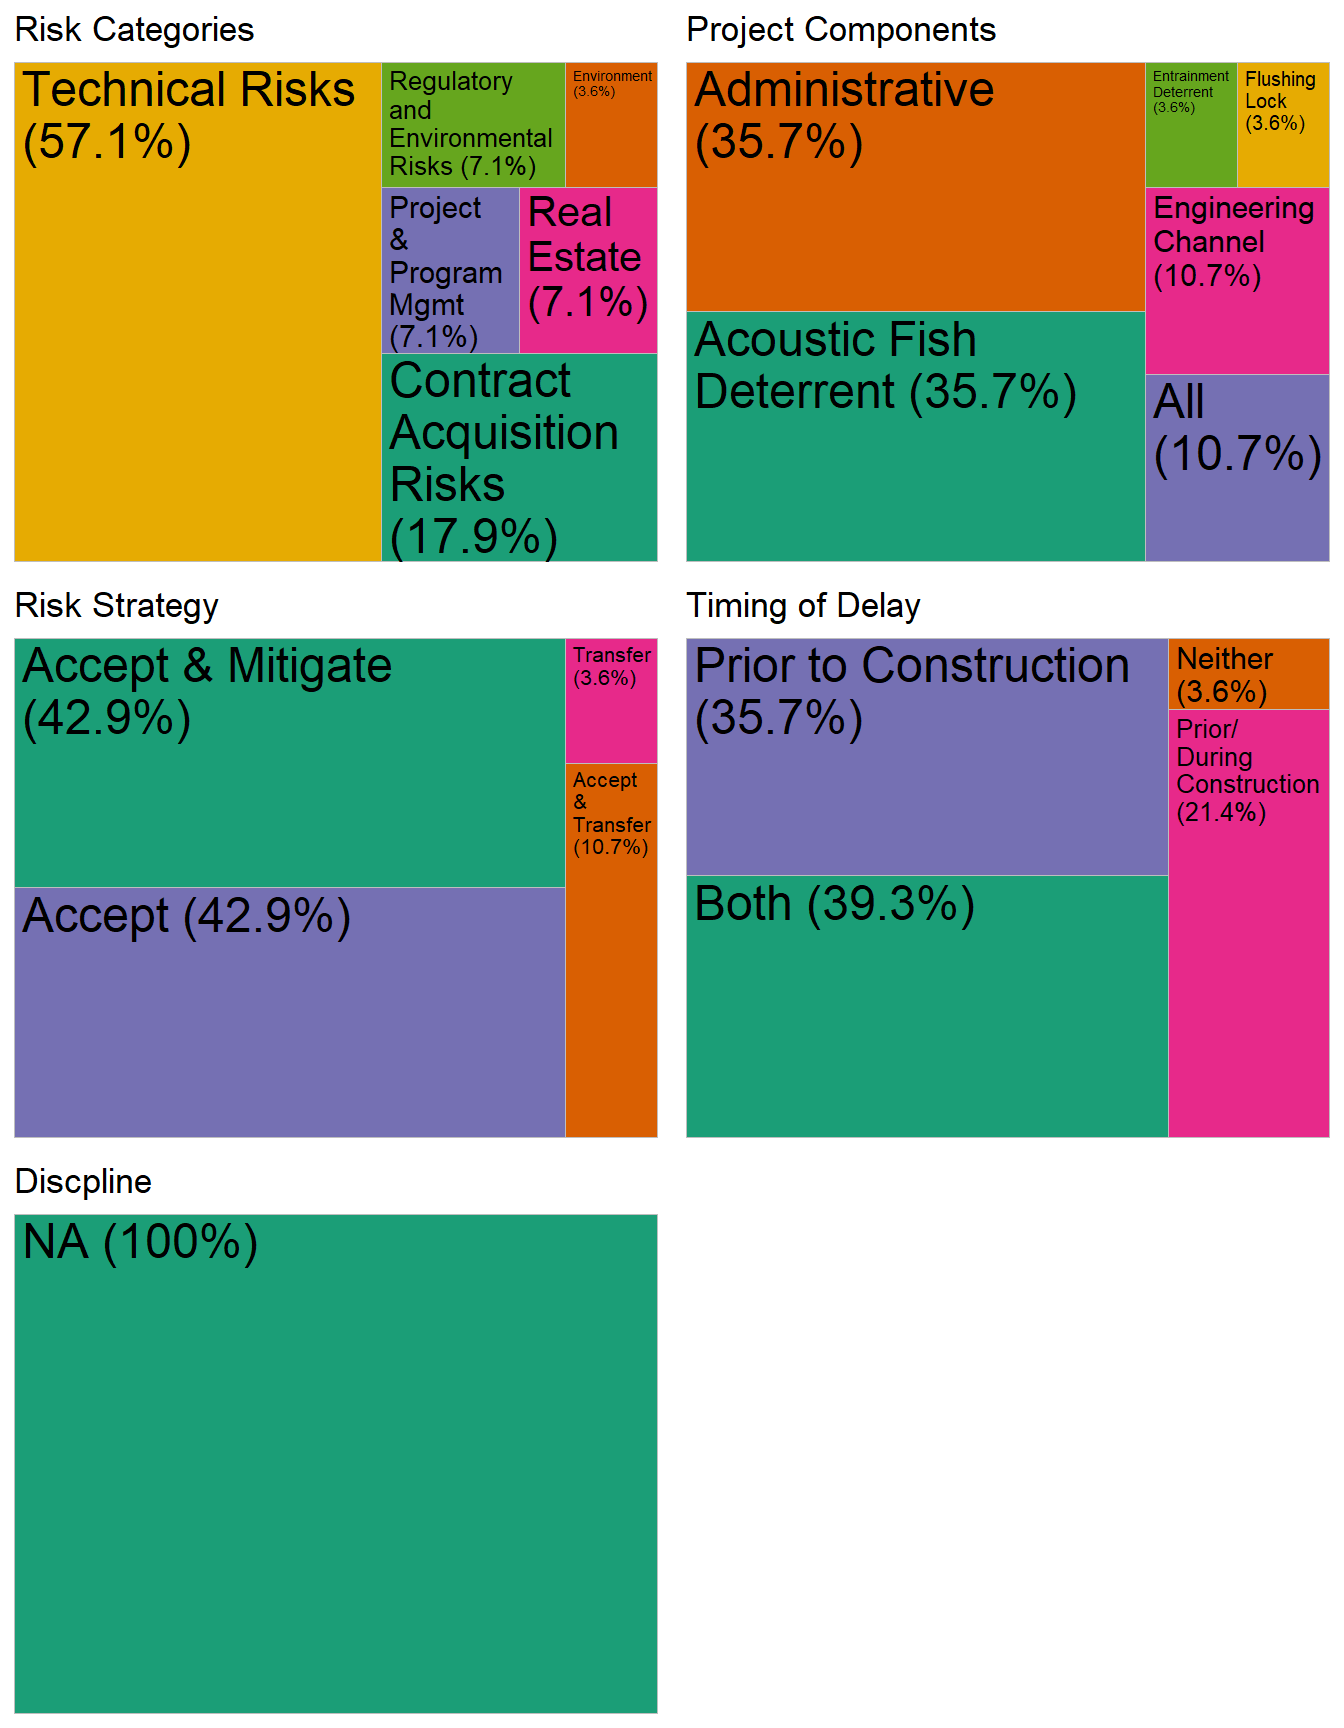 Risk Categories
Technical Risks
(57.1%)
Regulatory
and
Environmental
Risks (7.1%)
Environment
(3.6%)
Project
&
Program
Mgmt
(7.1%)
Real
Estate
(7.1%)
Contract
Acquisition
Risks
(17.9%)
Project Components
Administrative
(35.7%)
Acoustic Fish
Deterrent (35.7%)
Entrainment
Deterrent
(3.6%)
Flushing
Lock
(3.6%)
Engineering
Channel
(10.7%)
All
(10.7%)
Risk Strategy
Accept & Mitigate
(42.9%)
Accept (42.9%)
Transfer
(3.6%)
Accept
&
Transfer
(10.7%)
Timing of Delay
Prior to Construction
(35.7%)
Both (39.3%)
Neither
(3.6%)
Prior/
During
Construction
(21.4%)
Discpline
NA (100%)